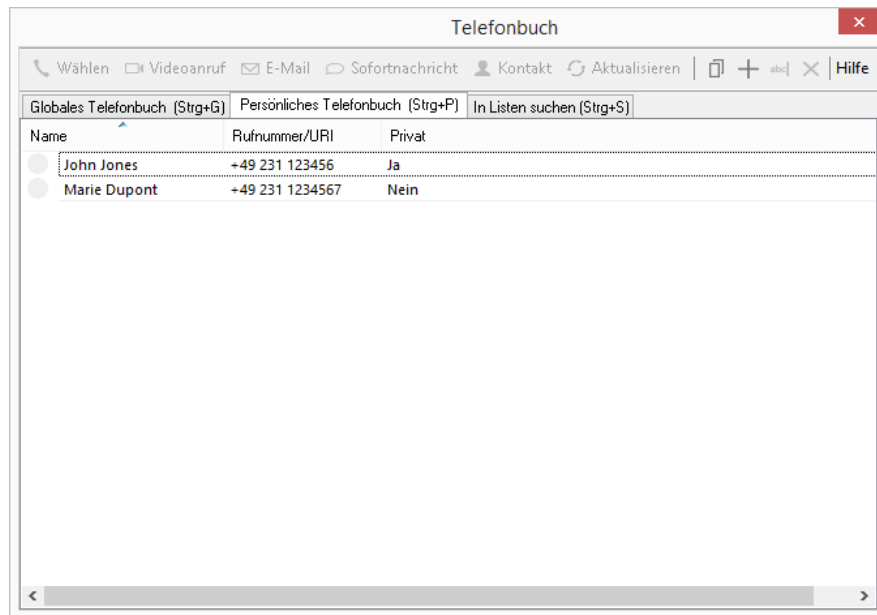 Telefonbuch
Wählen Videoanruf E-Mail Sofortnachricht Kontakt Aktualisieren abc Hilfe
Globales Telefonbuch (Strg+G) Persönliches Telefonbuch (Strg+P) In Listen suchen (Strg+S)
Name Rufnummer/URI Privat
John Jones +49 231 123456 Ja
Marie Dupont +49 231 1234567 Nein